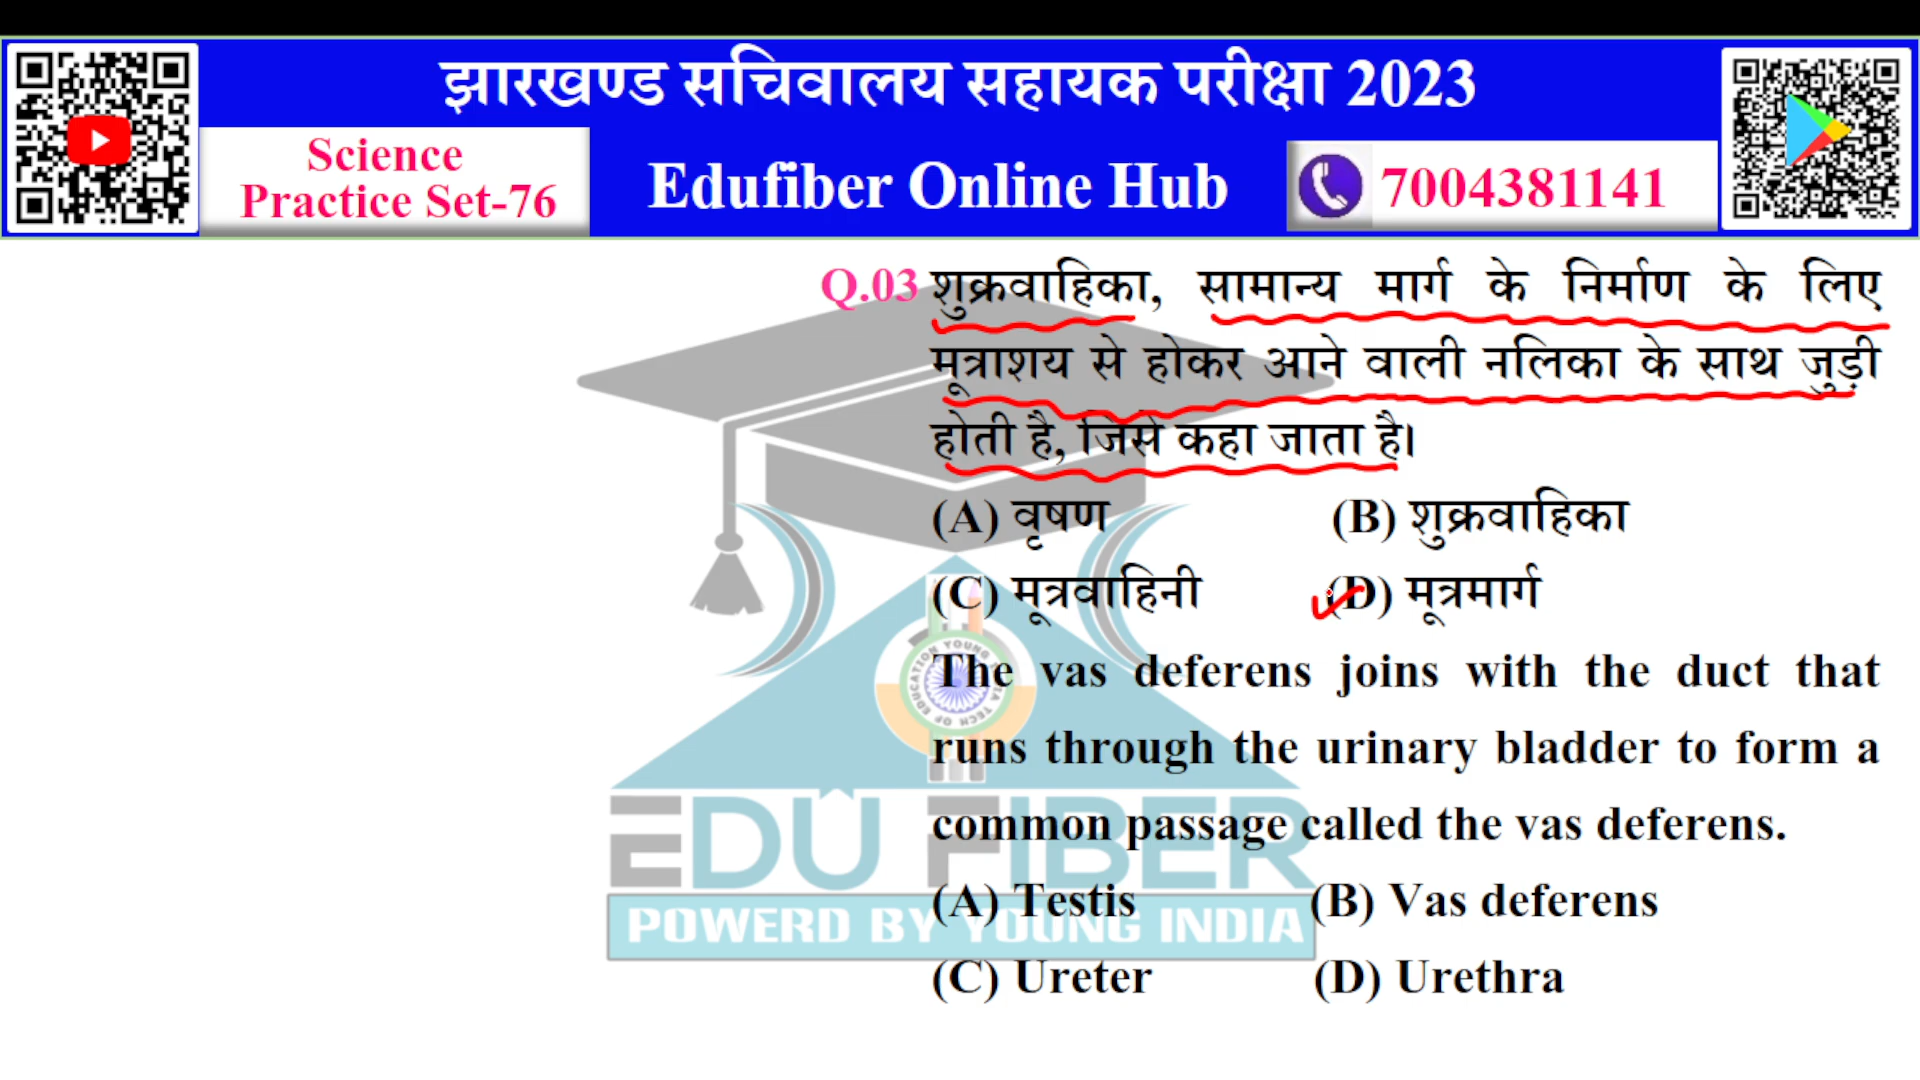 झारखण्ड सचिवालय सहायक परीक्षा 2023
Science
Practice Set-76
Edufiber Online Hub
7004381141
Q.03 शुक्रवाहिका, सामान्य मार्ग के निर्माण के लिए
मूत्राशय से होकर आने वाली नलिका के साथ जुड़ी
होती है, जिसे कहा जाता है।
(A) वृषण (B) शुक्रवाहिका
(C) मूत्रवाहिनी (D) मूत्रमार्ग
The vas deferens joins with the duct that
runs through the urinary bladder to form a
common passage called the vas deferens.
(A) Testis (B) Vas deferens
(C) Ureter (D) Urethra
EDU FIBER
POWERD BY YOUNG INDIA